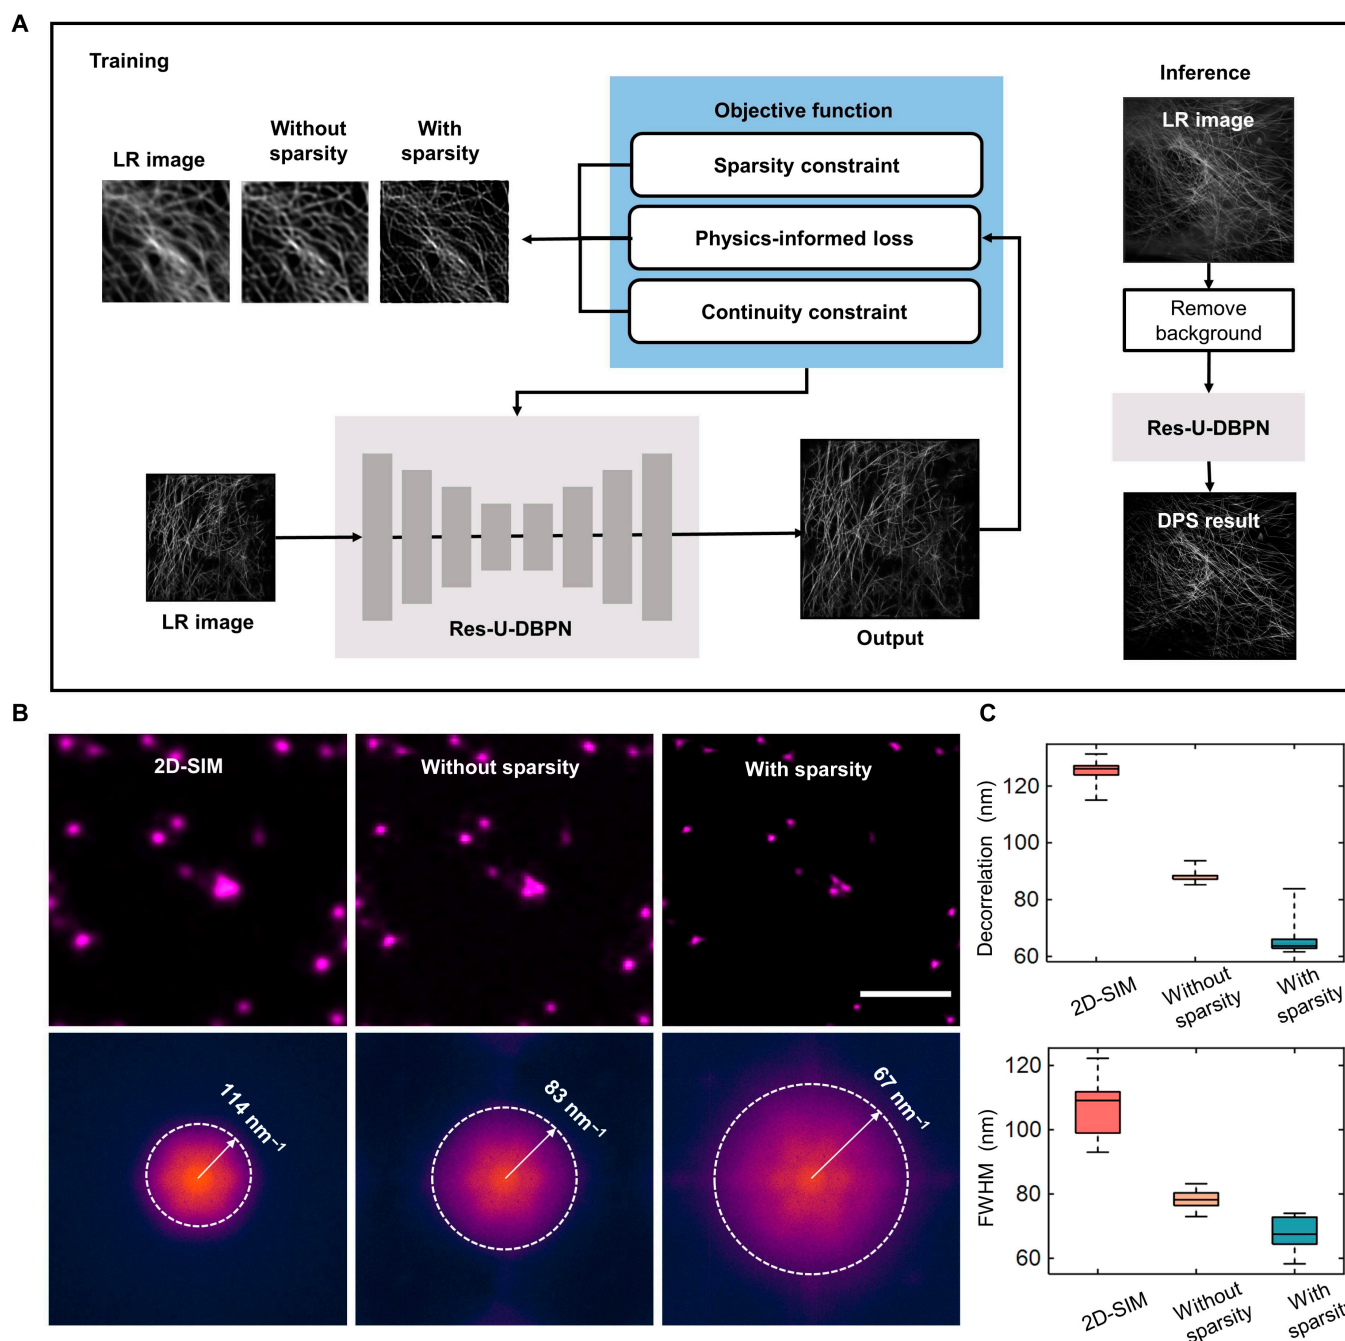 A
Training
Inference
Objective function
LR image
Without
sparsity
With
sparsity
LR image
Sparsity constraint
Physics-informed loss
Continuity constraint
Remove
background
Res-U-DBPN
DPS result
LR image
Res-U-DBPN
Output
B
2D-SIM
Without sparsity
With sparsity
114 nm⁻¹
83 nm⁻¹
67 nm⁻¹
C
Decorrelation (nm)
120
100
80
60
2D-SIM
Without
sparsity
With
sparsity
FWHM (nm)
120
100
80
60
2D-SIM
Without
sparsity
With
sparsity